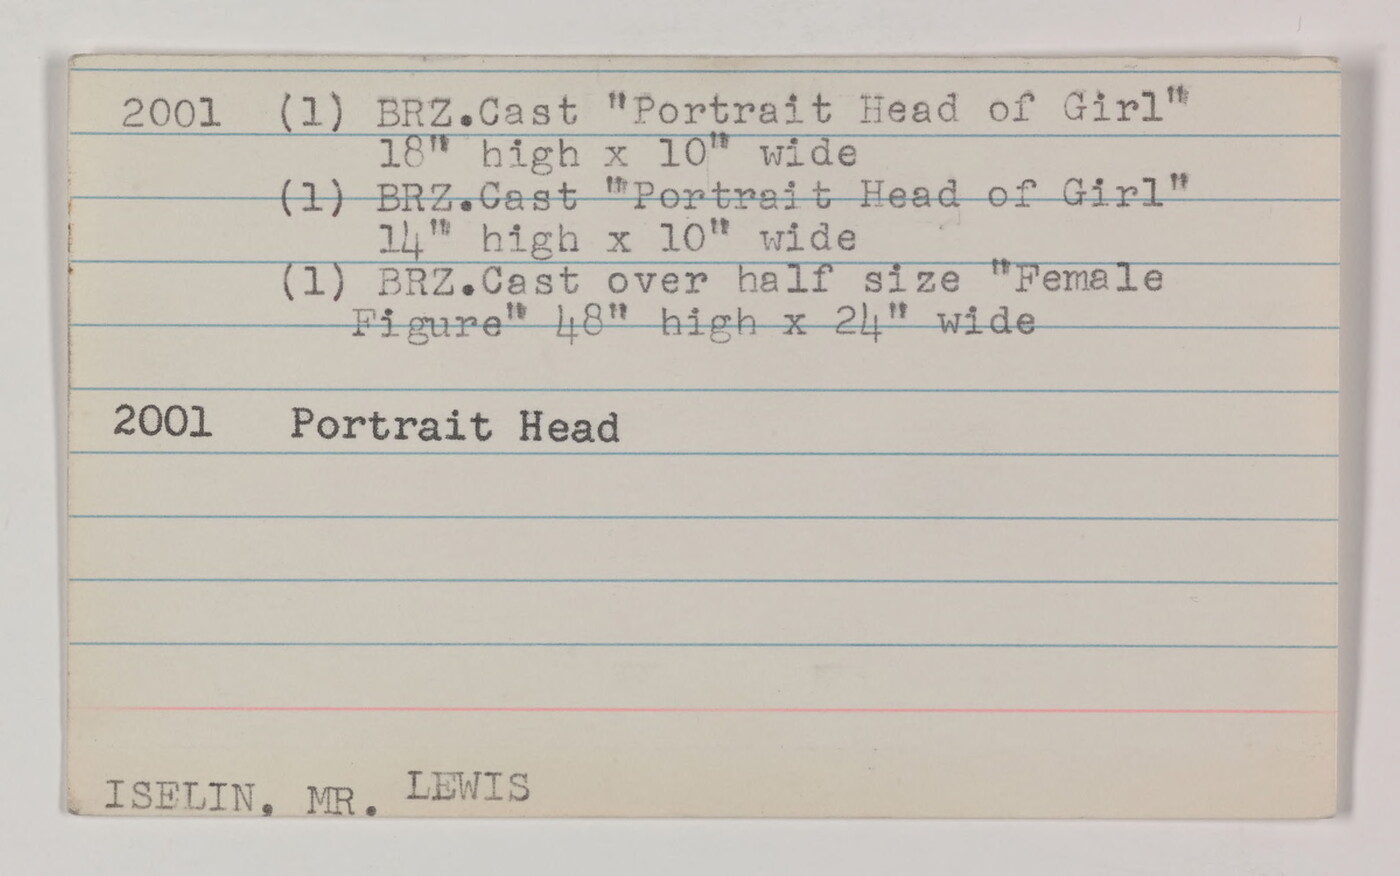 2001 (1) BRZ.Cast "Portrait Head of Girl"
18" high x 10" wide
(1) BRZ.Cast "Portrait Head of Girl"
14" high x 10" wide
(1) BRZ.Cast over half size "Female
Figure" 48" high x 24" wide
2001 Portrait Head
ISELIN, MR. LEWIS